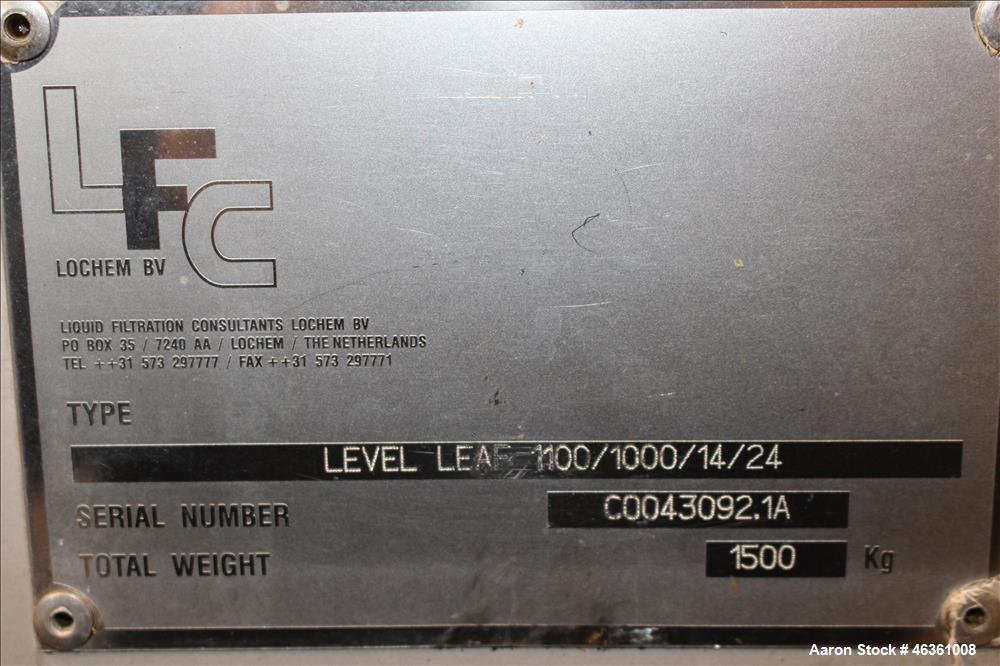 LFC
LOCHEM BV
LIQUID FILTRATION CONSULTANTS LOCHEM BV
PO BOX 35 / 7240 AA / LOCHEM / THE NETHERLANDS
TEL ++31 573 297777 / FAX ++31 573 297771
TYPE
LEVEL LEAF 1100/1000/14/24
SERIAL NUMBER C0043092.1A
TOTAL WEIGHT 1500 Kg
Aaron Stock # 46361008